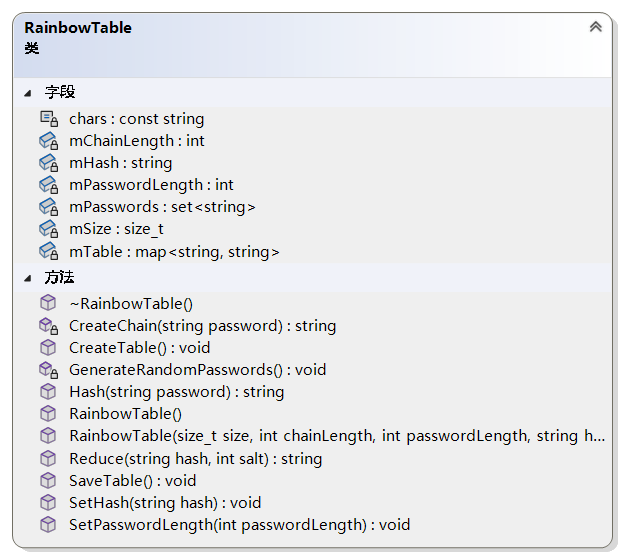 RainbowTable
类
字段
chars : const string
mChainLength : int
mHash : string
mPasswordLength : int
mPasswords : set<string>
mSize : size_t
mTable : map<string, string>
方法
~RainbowTable()
CreateChain(string password) : string
CreateTable() : void
GenerateRandomPasswords() : void
Hash(string password) : string
RainbowTable()
RainbowTable(size_t size, int chainLength, int passwordLength, string h...
Reduce(string hash, int salt) : string
SaveTable() : void
SetHash(string hash) : void
SetPasswordLength(int passwordLength) : void